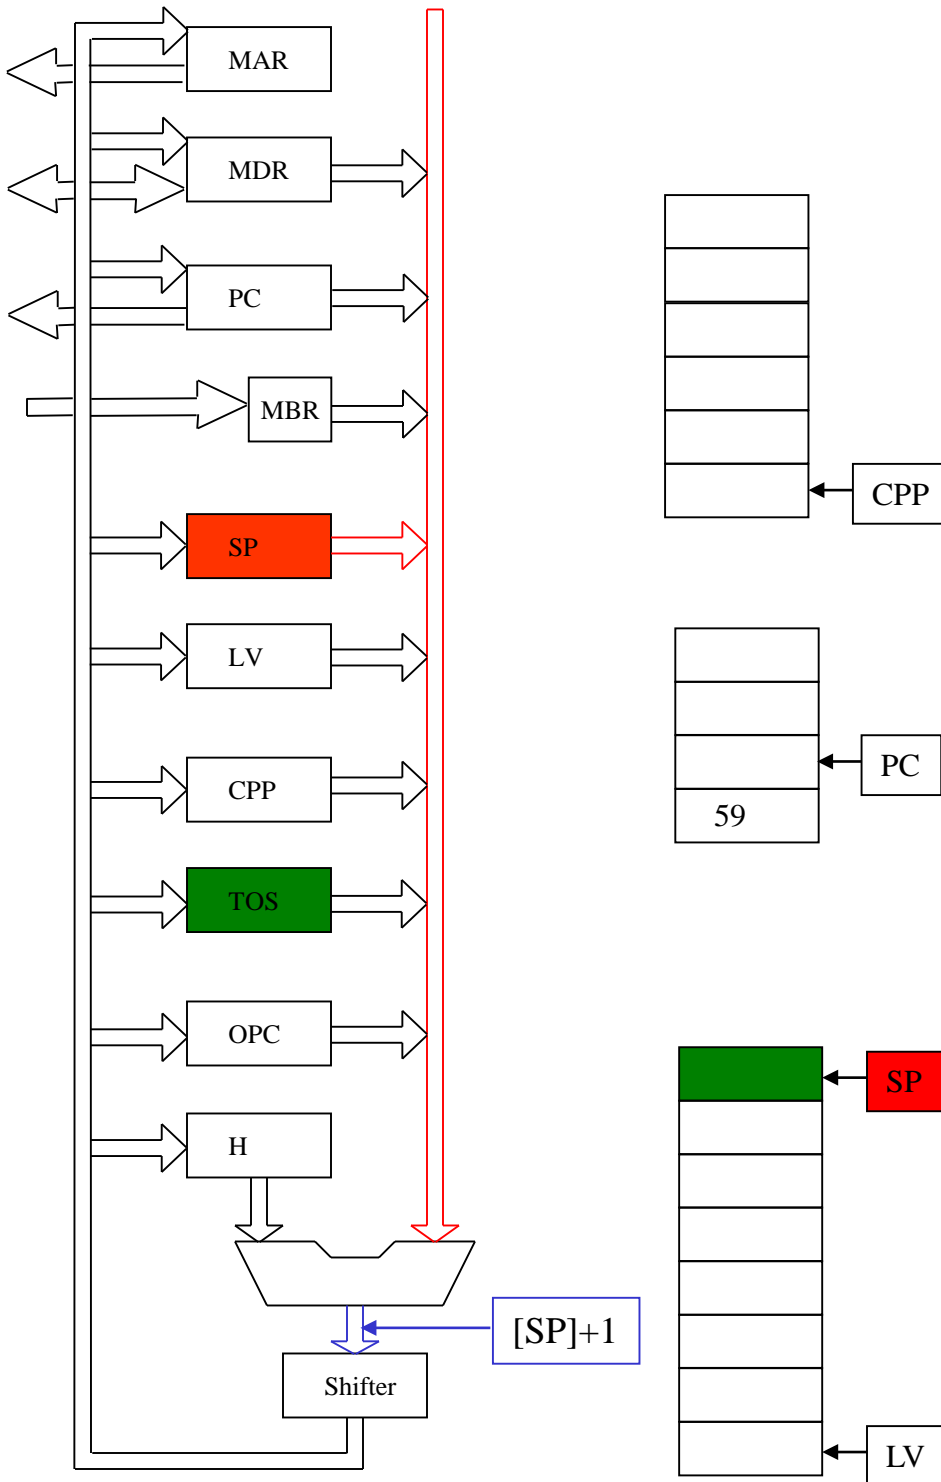 MAR
MDR
PC
MBR
CPP
SP
LV
PC
CPP
59
TOS
OPC
SP
H
[SP]+1
Shifter
LV